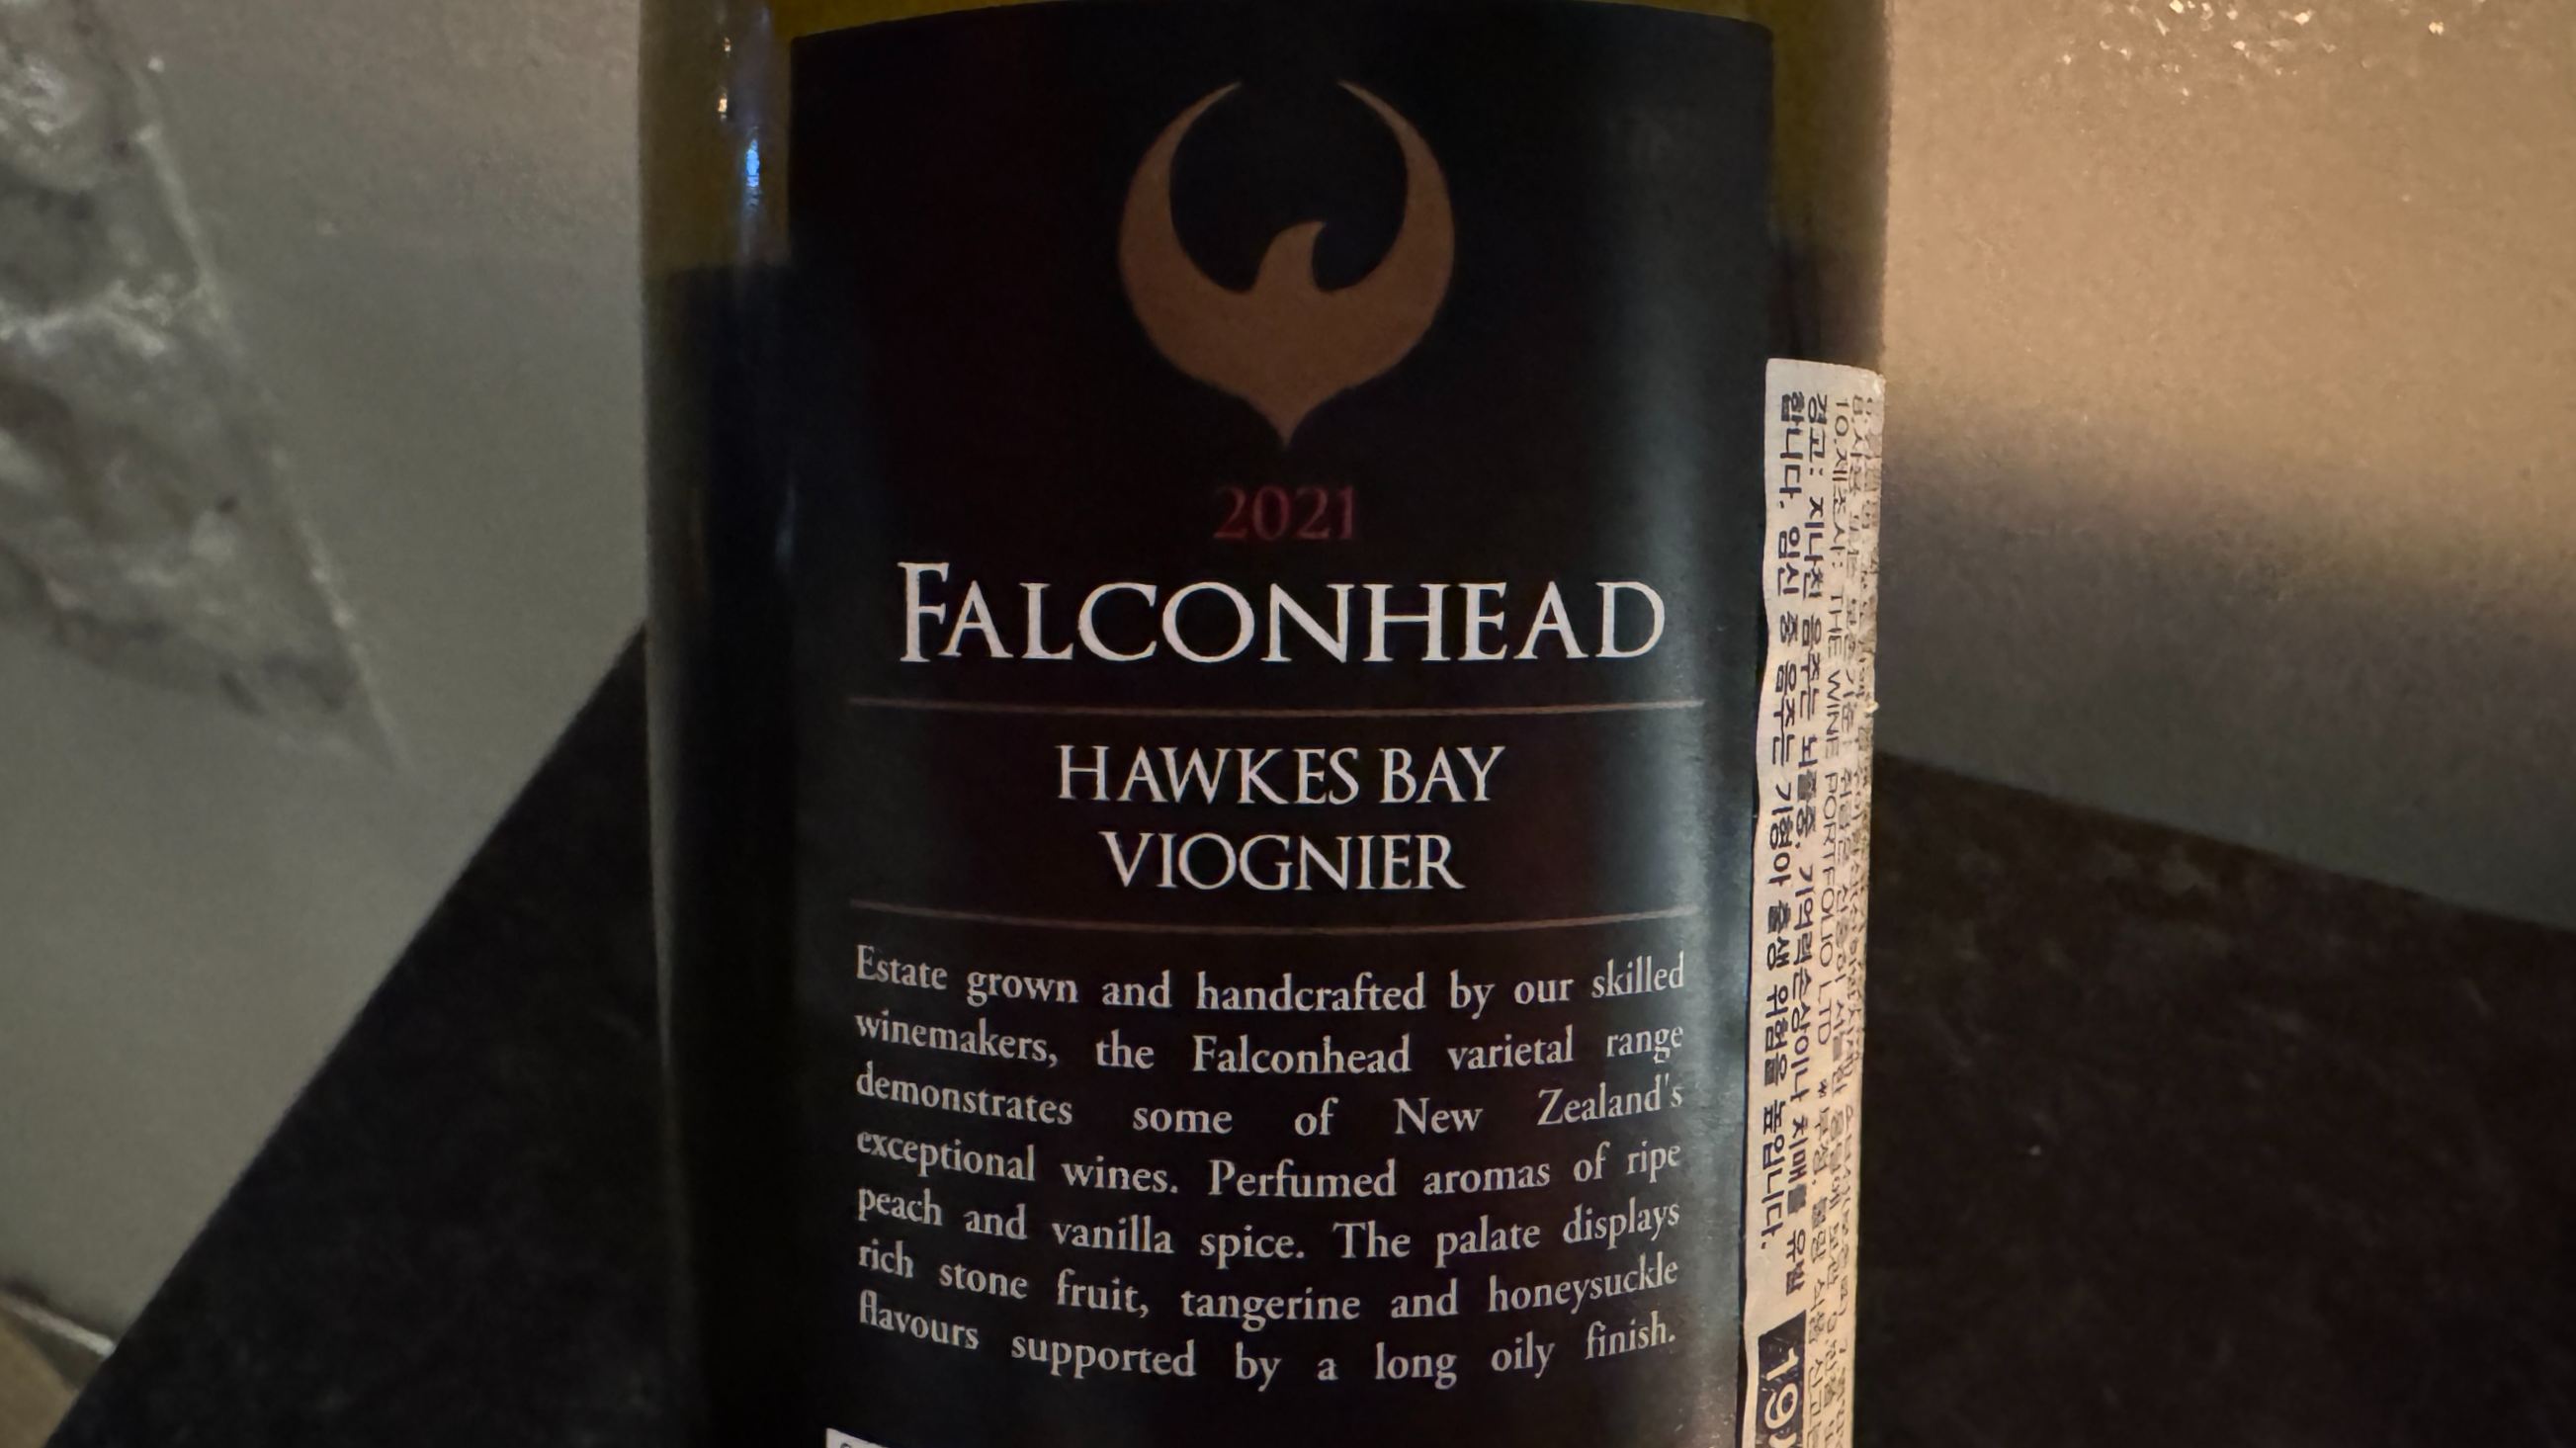 2021
FALCONHEAD
HAWKES BAY
VIOGNIER
Estate grown and handcrafted by our skilled
winemakers, the Falconhead varietal range
demonstrates some of New Zealand's
exceptional wines. Perfumed aromas of ripe
peach and vanilla spice. The palate displays
rich stone fruit, tangerine and honeysuckle
flavours supported by a long oily finish.
10.제조사: THE WINE PORTFOLIO LTD
경고: 지나친 음주는 뇌졸중, 기억력손상이나 치매를 유발
합니다. 임신 중 음주는 기형아 출생 위험을 높입니다.
19